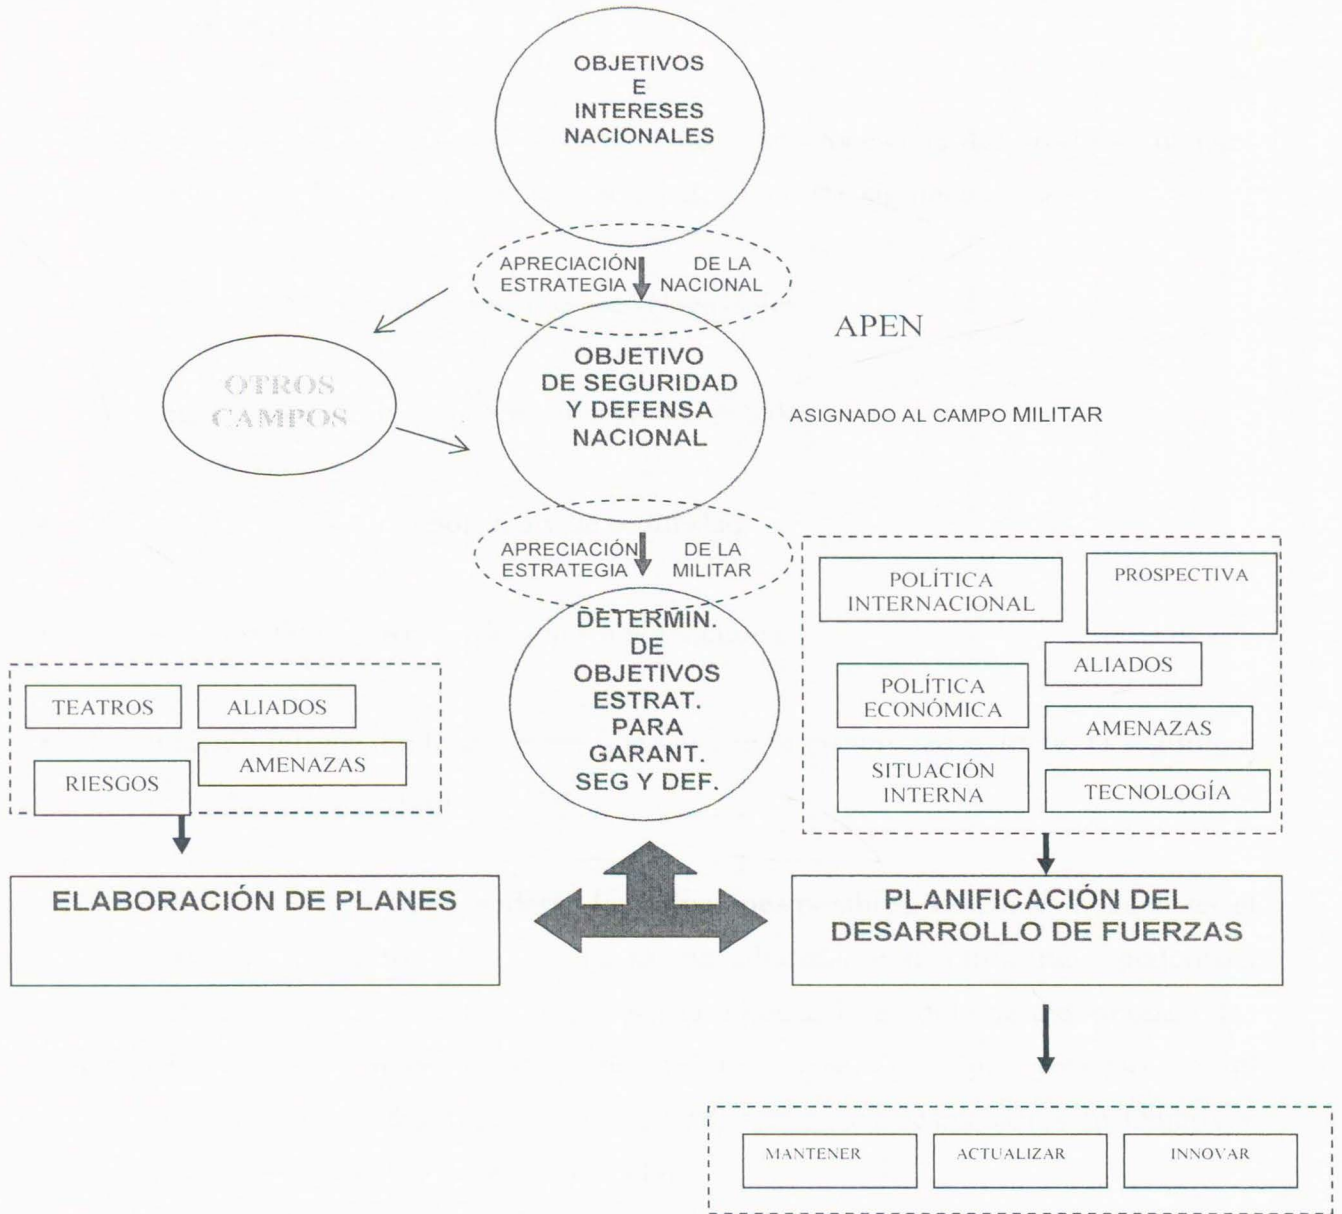 OBJETIVOS
E
INTERESES
NACIONALES
APRECIACIÓN DE LA
ESTRATEGIA NACIONAL
APEN
OTROS
CAMPOS
OBJETIVO
DE SEGURIDAD
Y DEFENSA
NACIONAL
ASIGNADO AL CAMPO MILITAR
APRECIACIÓN DE LA
ESTRATEGIA MILITAR
DETERMIN.
DE
OBJETIVOS
ESTRAT.
PARA
GARANT.
SEG Y DEF.
TEATROS
ALIADOS
RIESGOS
AMENAZAS
POLÍTICA
INTERNACIONAL
PROSPECTIVA
ALIADOS
POLÍTICA
ECONÓMICA
AMENAZAS
SITUACIÓN
INTERNA
TECNOLOGÍA
ELABORACIÓN DE PLANES
PLANIFICACIÓN DEL
DESARROLLO DE FUERZAS
MANTENER
ACTUALIZAR
INNOVAR